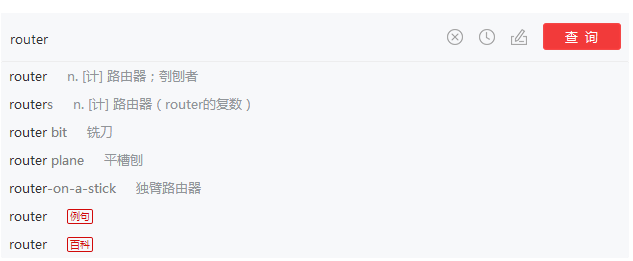 router 查 询
router n. [计] 路由器；刳刨者
routers n. [计] 路由器（router的复数）
router bit 铣刀
router plane 平槽刨
router-on-a-stick 独臂路由器
router 例句
router 百科